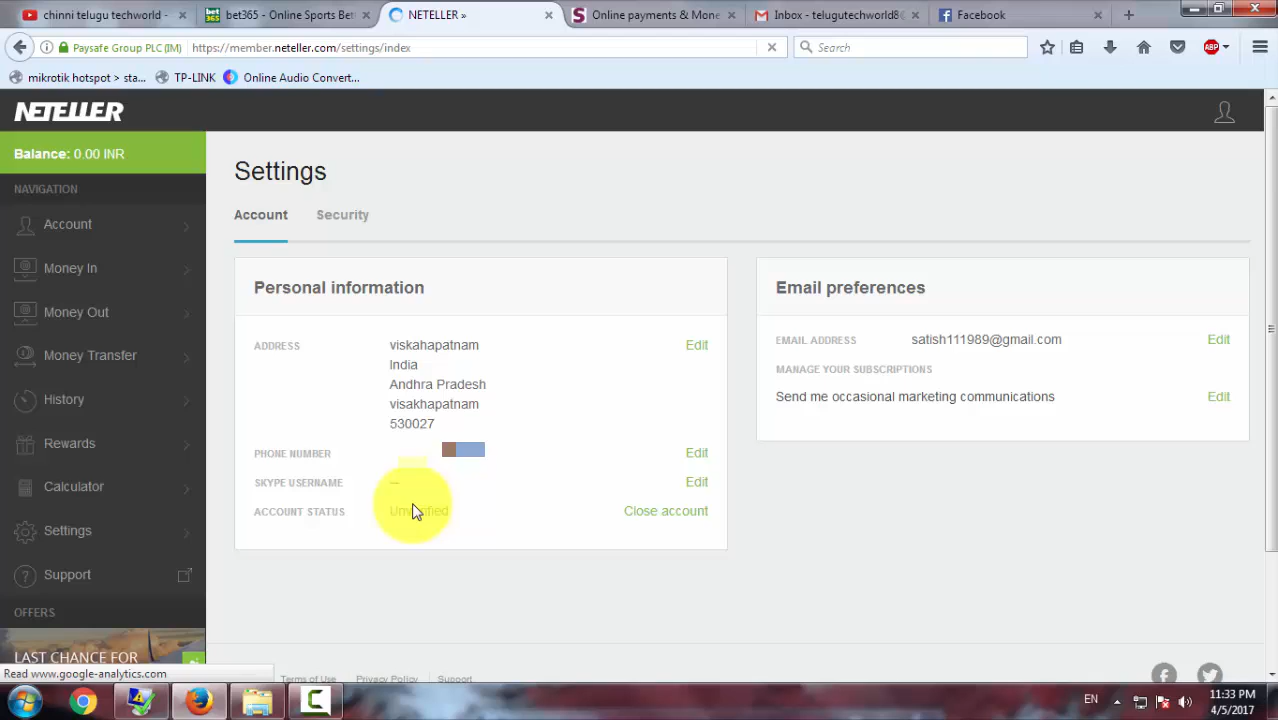 chinni telugu techworld -
bet365 - Online Sports Bet
NETELLER »
Online payments & Mone
Inbox - telugutechworld8
Facebook
Paysafe Group PLC (IM)
https://member.neteller.com/settings/index
Search
ABP
mikrotik hotspot > sta...
TP-LINK
Online Audio Convert...
NETELLER
Balance: 0.00 INR
NAVIGATION
Account
Money In
Money Out
Money Transfer
History
Rewards
Calculator
Settings
Support
OFFERS
LAST CHANCE FOR
Settings
Account
Security
Personal information
ADDRESS
viskahapatnam
Edit
India
Andhra Pradesh
visakhapatnam
530027
PHONE NUMBER
Edit
SKYPE USERNAME
–
Edit
ACCOUNT STATUS
Unverified
Close account
Email preferences
EMAIL ADDRESS
satish111989@gmail.com
Edit
MANAGE YOUR SUBSCRIPTIONS
Send me occasional marketing communications
Edit
Terms of Use
Privacy Policy
Support
Read www.google-analytics.com
EN
11:33 PM
4/5/2017